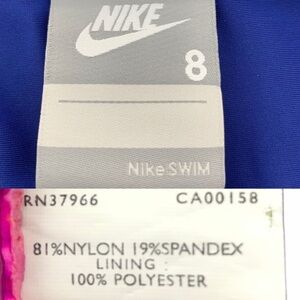 NIKE
8
Nike SWIM
RN37966 CA00158
81%NYLON 19%SPANDEX
LINING :
100% POLYESTER